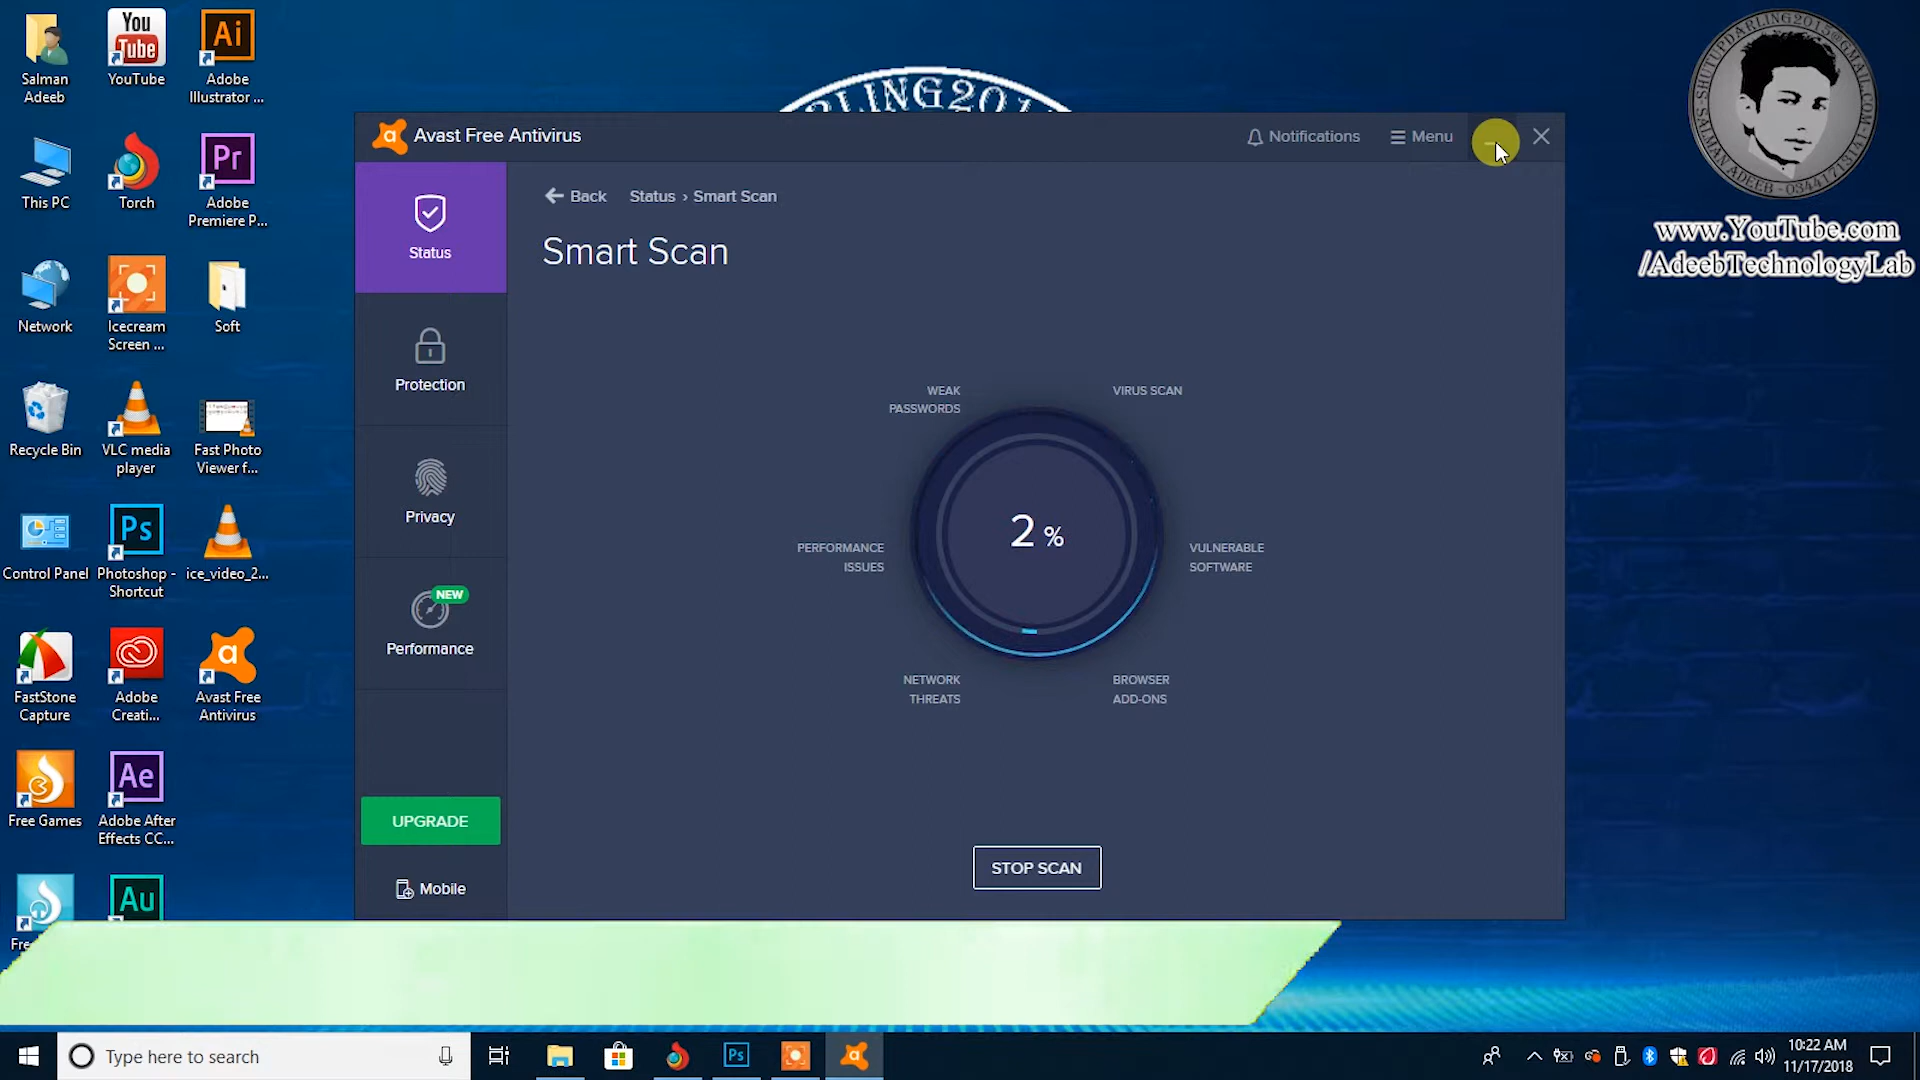 Salman
Adeeb
You
Tube
YouTube
Ai
Adobe
Illustrator ...
This PC
Torch
Pr
Adobe
Premiere P...
Network
Icecream
Screen ...
Soft
Recycle Bin
VLC media
player
Fast Photo
Viewer f...
Control Panel
Ps
Photoshop -
Shortcut
ice_video_2...
FastStone
Capture
Adobe
Creati...
Avast Free
Antivirus
Free Games
Ae
Adobe After
Effects CC...
Au
Avast Free Antivirus
Notifications
Menu
Status
Protection
Privacy
NEW
Performance
UPGRADE
Mobile
Back
Status › Smart Scan
Smart Scan
WEAK
PASSWORDS
VIRUS SCAN
2 %
PERFORMANCE
ISSUES
VULNERABLE
SOFTWARE
NETWORK
THREATS
BROWSER
ADD-ONS
STOP SCAN
www.YouTube.com
/AdeebTechnologyLab
Type here to search
Ps
10:22 AM
11/17/2018